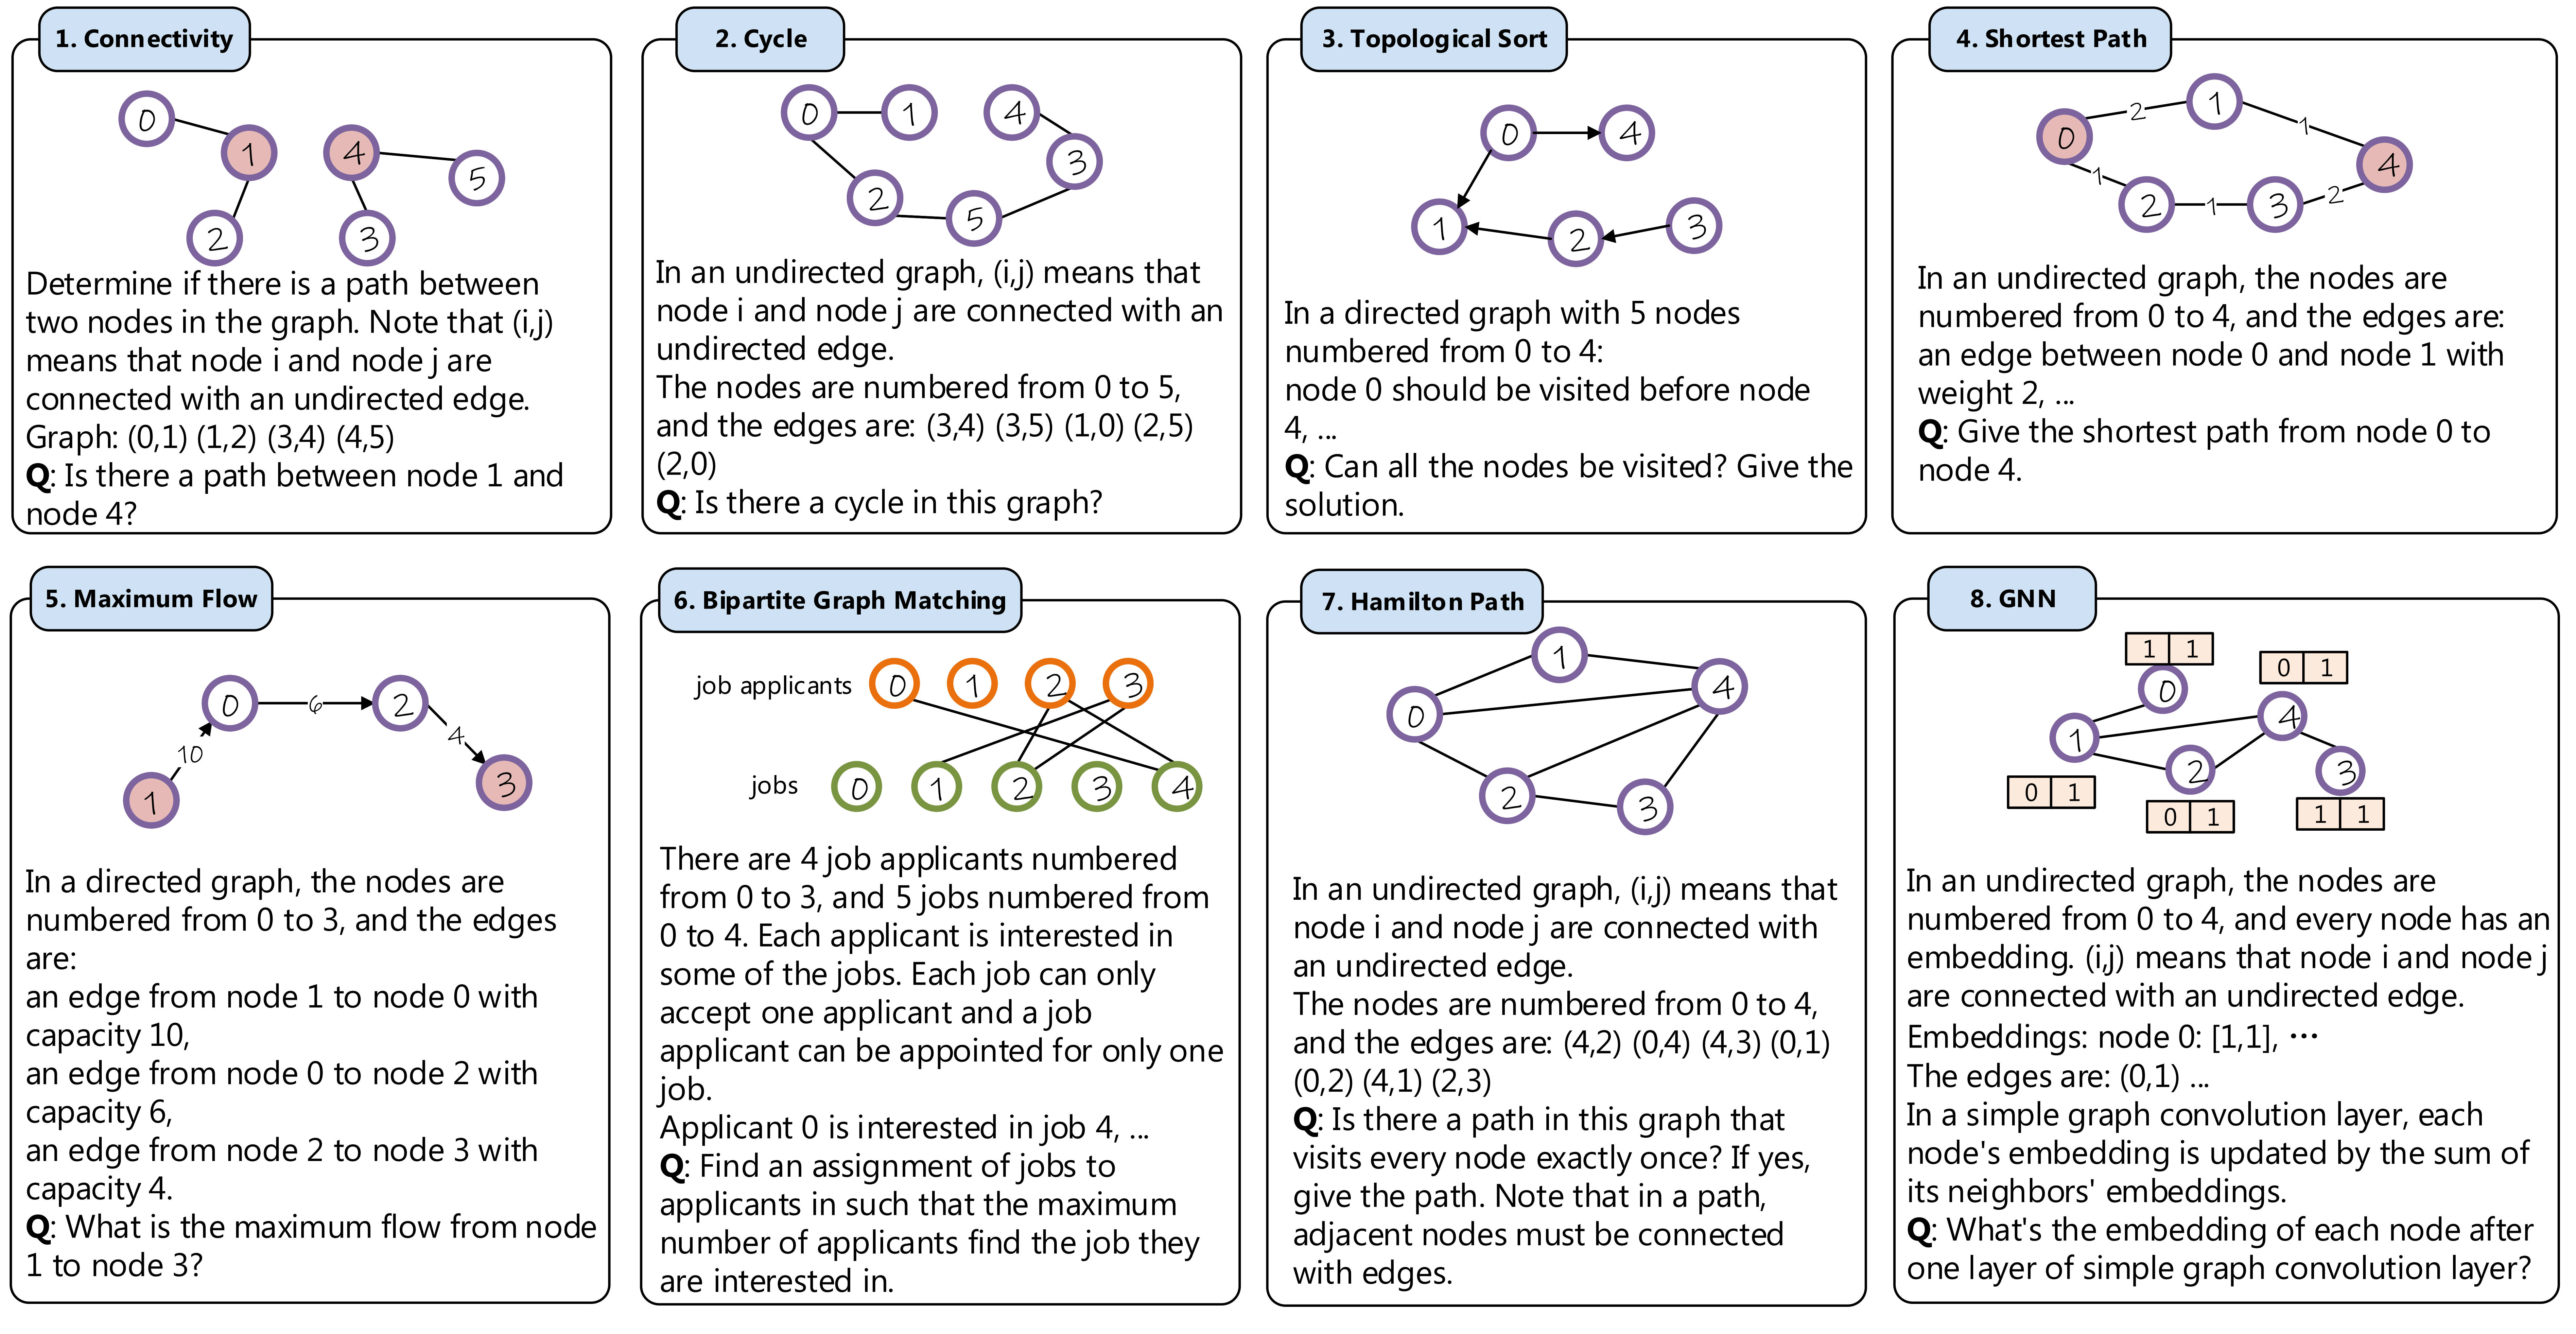 1. Connectivity
0
1
4
5
2
3
Determine if there is a path between
two nodes in the graph. Note that (i,j)
means that node i and node j are
connected with an undirected edge.
Graph: (0,1) (1,2) (3,4) (4,5)
Q: Is there a path between node 1 and
node 4?
2. Cycle
0
1
4
3
2
5
In an undirected graph, (i,j) means that
node i and node j are connected with an
undirected edge.
The nodes are numbered from 0 to 5,
and the edges are: (3,4) (3,5) (1,0) (2,5)
(2,0)
Q: Is there a cycle in this graph?
3. Topological Sort
0
4
1
2
3
In a directed graph with 5 nodes
numbered from 0 to 4:
node 0 should be visited before node
4, ...
Q: Can all the nodes be visited? Give the
solution.
4. Shortest Path
0
2
1
1
4
1
2
1
3
2
In an undirected graph, the nodes are
numbered from 0 to 4, and the edges are:
an edge between node 0 and node 1 with
weight 2, ...
Q: Give the shortest path from node 0 to
node 4.
5. Maximum Flow
0
6
2
10
4
1
3
In a directed graph, the nodes are
numbered from 0 to 3, and the edges
are:
an edge from node 1 to node 0 with
capacity 10,
an edge from node 0 to node 2 with
capacity 6,
an edge from node 2 to node 3 with
capacity 4.
Q: What is the maximum flow from node
1 to node 3?
6. Bipartite Graph Matching
job applicants 0 1 2 3
jobs 0 1 2 3 4
There are 4 job applicants numbered
from 0 to 3, and 5 jobs numbered from
0 to 4. Each applicant is interested in
some of the jobs. Each job can only
accept one applicant and a job
applicant can be appointed for only one
job.
Applicant 0 is interested in job 4, ...
Q: Find an assignment of jobs to
applicants in such that the maximum
number of applicants find the job they
are interested in.
7. Hamilton Path
1
4
0
2
3
In an undirected graph, (i,j) means that
node i and node j are connected with
an undirected edge.
The nodes are numbered from 0 to 4,
and the edges are: (4,2) (0,4) (4,3) (0,1)
(0,2) (4,1) (2,3)
Q: Is there a path in this graph that
visits every node exactly once? If yes,
give the path. Note that in a path,
adjacent nodes must be connected
with edges.
8. GNN
1 1
0 1
0
4
1
2
3
0 1
0 1
1 1
In an undirected graph, the nodes are
numbered from 0 to 4, and every node has an
embedding. (i,j) means that node i and node j
are connected with an undirected edge.
Embeddings: node 0: [1,1], ···
The edges are: (0,1) ...
In a simple graph convolution layer, each
node's embedding is updated by the sum of
its neighbors' embeddings.
Q: What's the embedding of each node after
one layer of simple graph convolution layer?